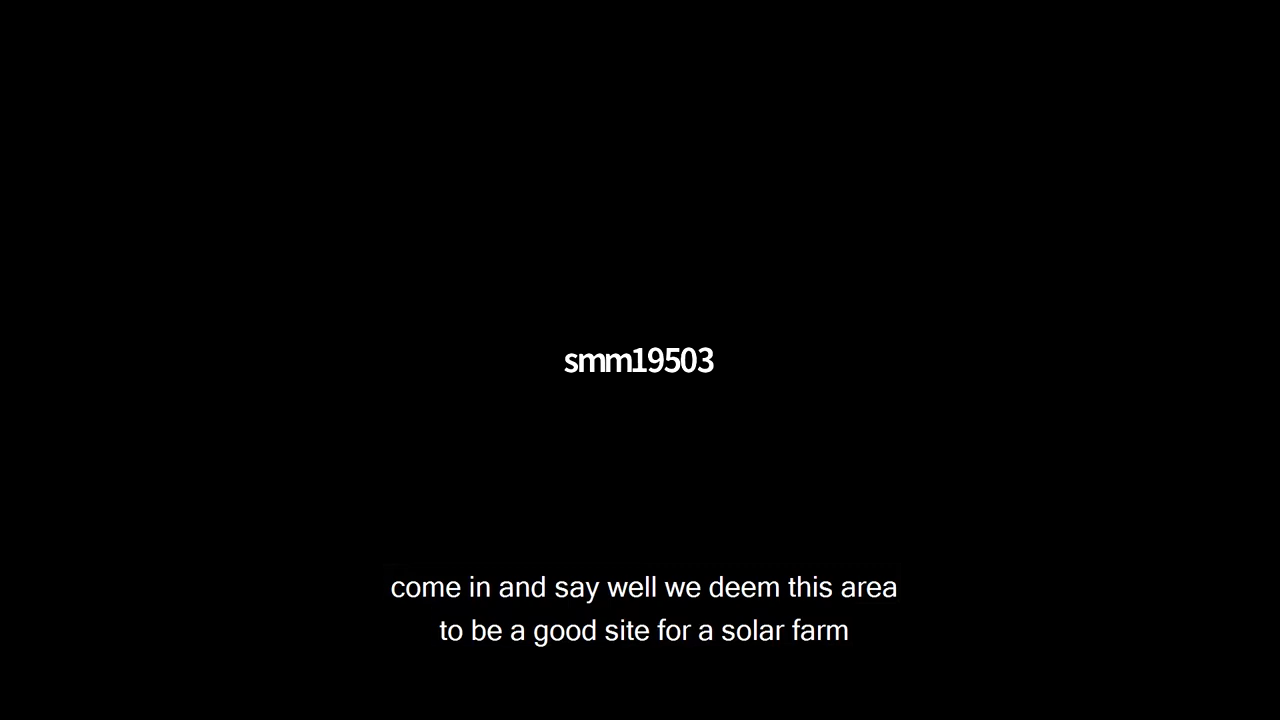 smm19503
come in and say well we deem this area
to be a good site for a solar farm